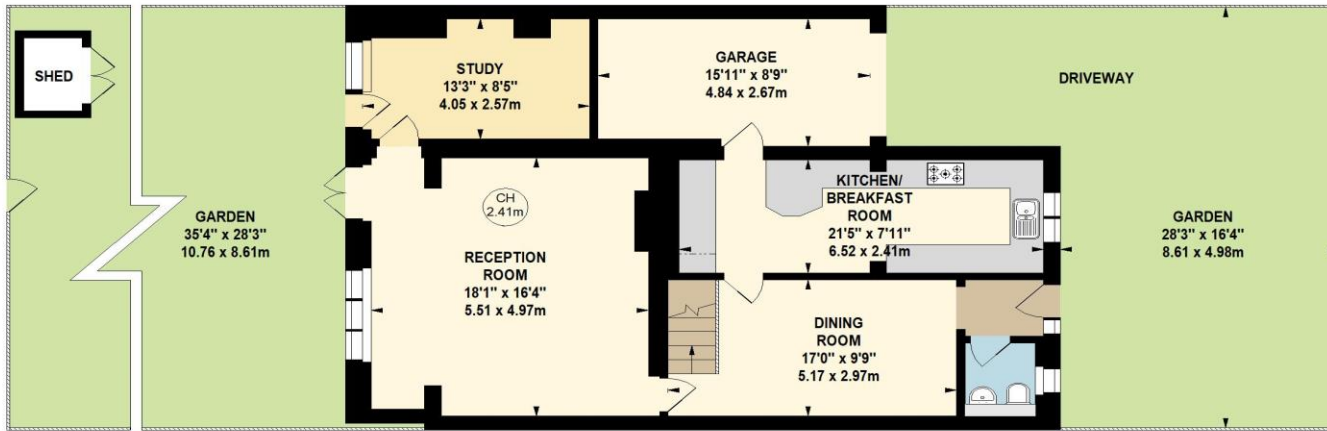 SHED
GARDEN
35'4" x 28'3"
10.76 x 8.61m
STUDY
13'3" x 8'5"
4.05 x 2.57m
GARAGE
15'11" x 8'9"
4.84 x 2.67m
DRIVEWAY
CH
2.41m
RECEPTION
ROOM
18'1" x 16'4"
5.51 x 4.97m
KITCHEN/
BREAKFAST
ROOM
21'5" x 7'11"
6.52 x 2.41m
DINING
ROOM
17'0" x 9'9"
5.17 x 2.97m
GARDEN
28'3" x 16'4"
8.61 x 4.98m